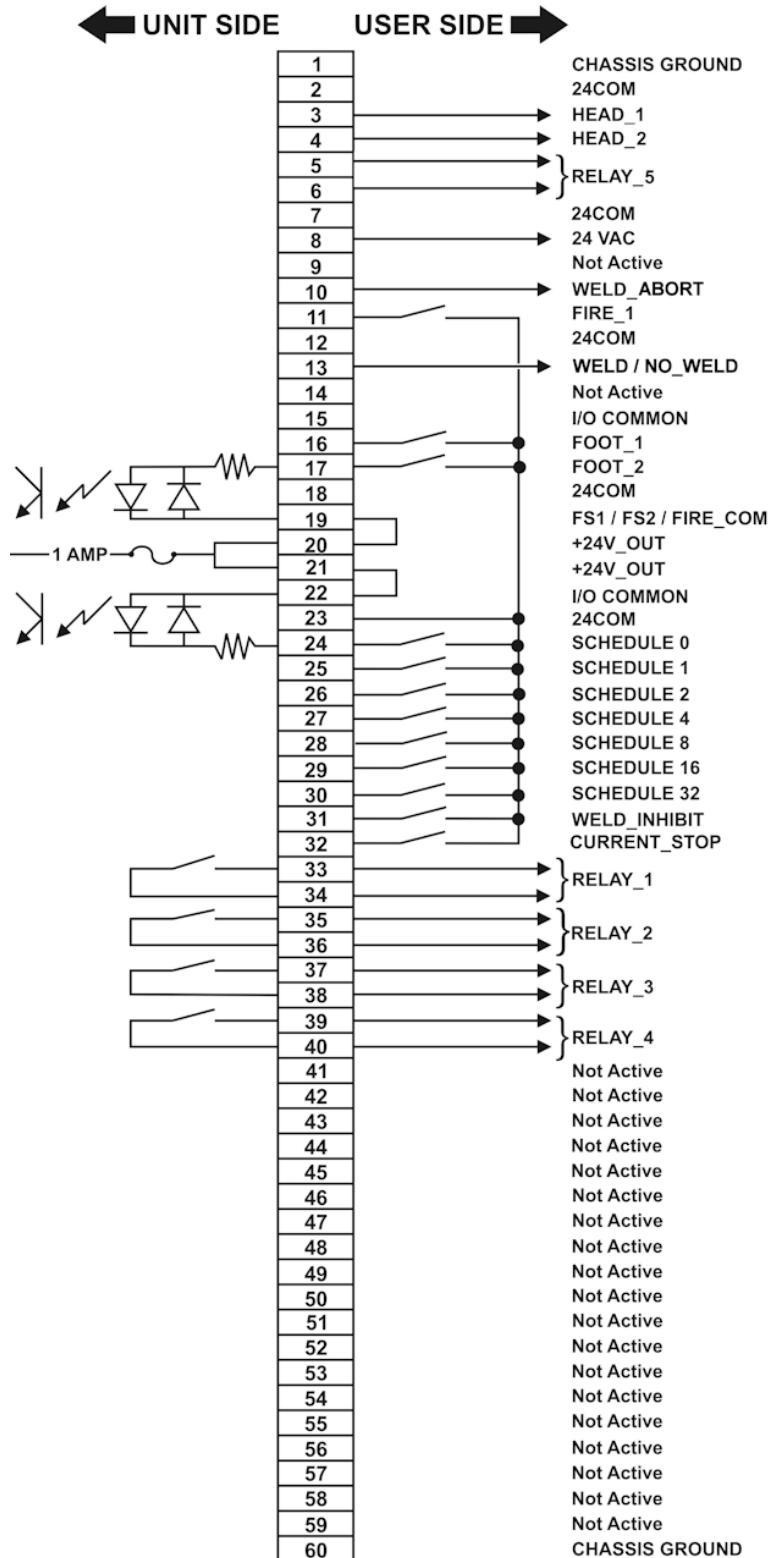 UNIT SIDE USER SIDE
1 CHASSIS GROUND
2 24COM
3 HEAD_1
4 HEAD_2
5
RELAY_5
6
7 24COM
8 24 VAC
9 Not Active
10 WELD_ABORT
11 FIRE_1
12 24COM
13 WELD / NO_WELD
14 Not Active
15 I/O COMMON
16 FOOT_1
17 FOOT_2
18 24COM
19 FS1 / FS2 / FIRE_COM
1 AMP 20 +24V_OUT
21 +24V_OUT
22 I/O COMMON
23 24COM
24 SCHEDULE 0
25 SCHEDULE 1
26 SCHEDULE 2
27 SCHEDULE 4
28 SCHEDULE 8
29 SCHEDULE 16
30 SCHEDULE 32
31 WELD_INHIBIT
32 CURRENT_STOP
33
RELAY_1
34
35
RELAY_2
36
37
RELAY_3
38
39
RELAY_4
40
41 Not Active
42 Not Active
43 Not Active
44 Not Active
45 Not Active
46 Not Active
47 Not Active
48 Not Active
49 Not Active
50 Not Active
51 Not Active
52 Not Active
53 Not Active
54 Not Active
55 Not Active
56 Not Active
57 Not Active
58 Not Active
59 Not Active
60 CHASSIS GROUND